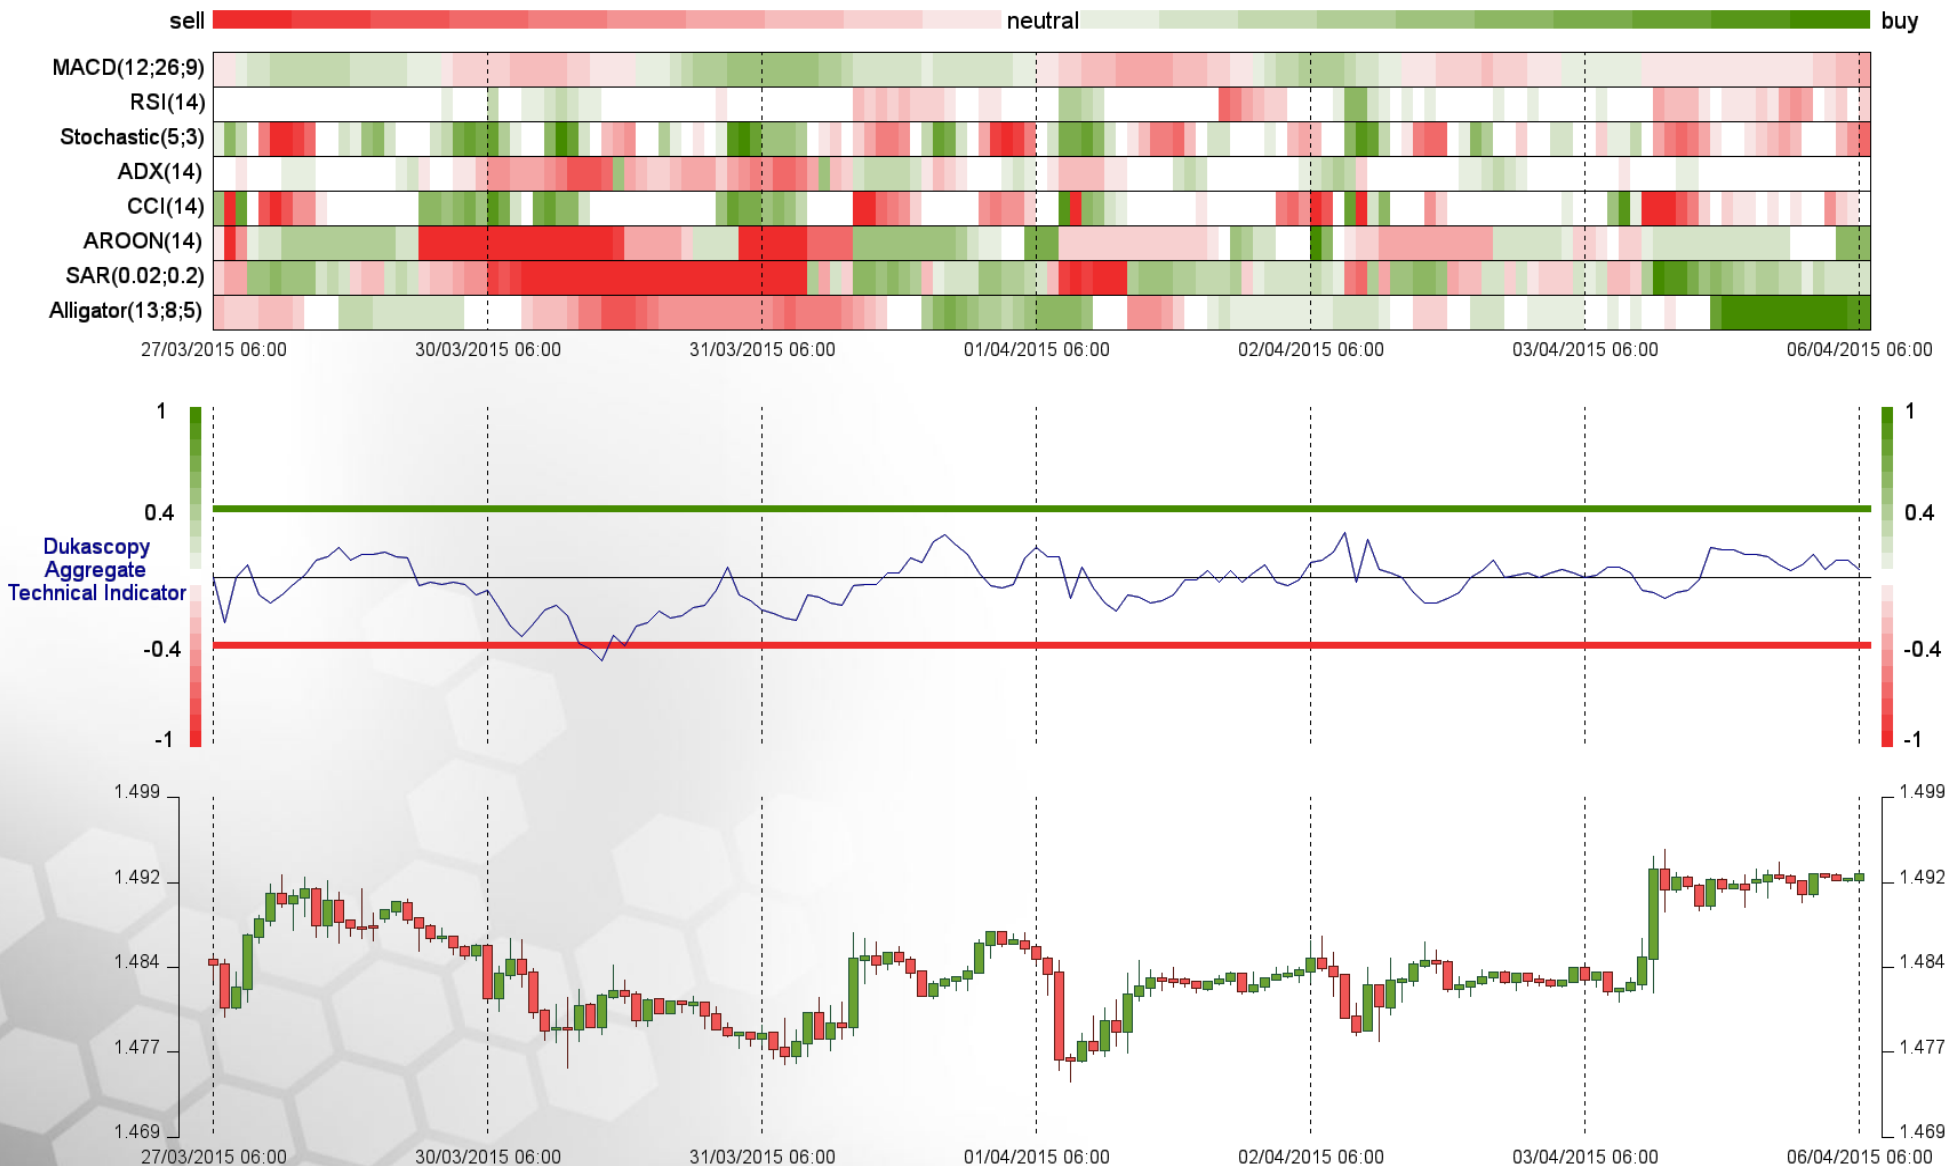 sell neutral buy
MACD(12;26;9)
RSI(14)
Stochastic(5;3)
ADX(14)
CCI(14)
AROON(14)
SAR(0.02;0.2)
Alligator(13;8;5)
27/03/2015 06:00 30/03/2015 06:00 31/03/2015 06:00 01/04/2015 06:00 02/04/2015 06:00 03/04/2015 06:00 06/04/2015 06:00
1 1
0.4 0.4
Dukascopy
Aggregate
Technical Indicator
-0.4 -0.4
-1 -1
1.499 1.499
1.492 1.492
1.484 1.484
1.477 1.477
1.469 1.469
27/03/2015 06:00 30/03/2015 06:00 31/03/2015 06:00 01/04/2015 06:00 02/04/2015 06:00 03/04/2015 06:00 06/04/2015 06:00